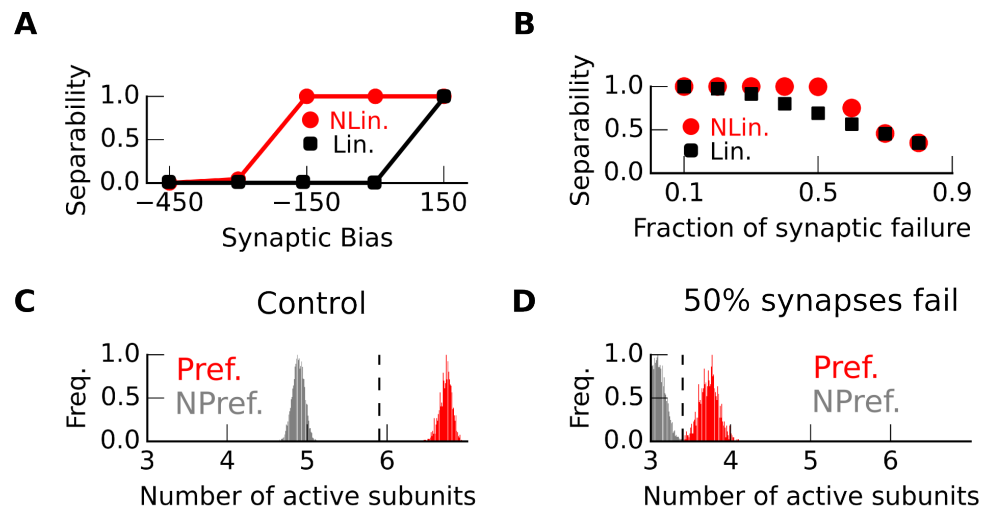 A
Separability
1.0
0.5
0.0
NLin.
Lin.
−450
−150
150
Synaptic Bias
B
Separability
1.0
0.5
0.0
NLin.
Lin.
0.1
0.5
0.9
Fraction of synaptic failure
C
Control
Freq.
1.0
0.5
0.0
Pref.
NPref.
3
4
5
6
Number of active subunits
D
50% synapses fail
Freq.
1.0
0.5
0.0
Pref.
NPref.
3
4
5
6
Number of active subunits